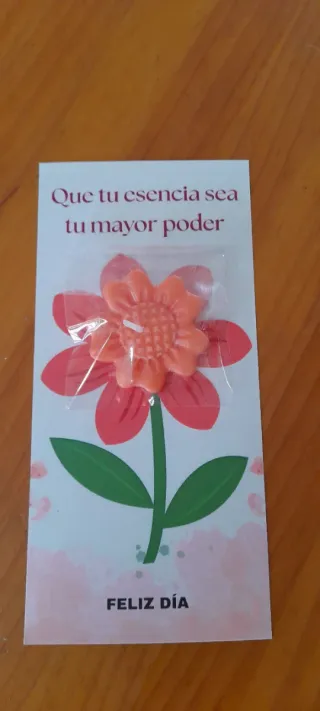 Que tu esencia sea
tu mayor poder
FELIZ DÍA